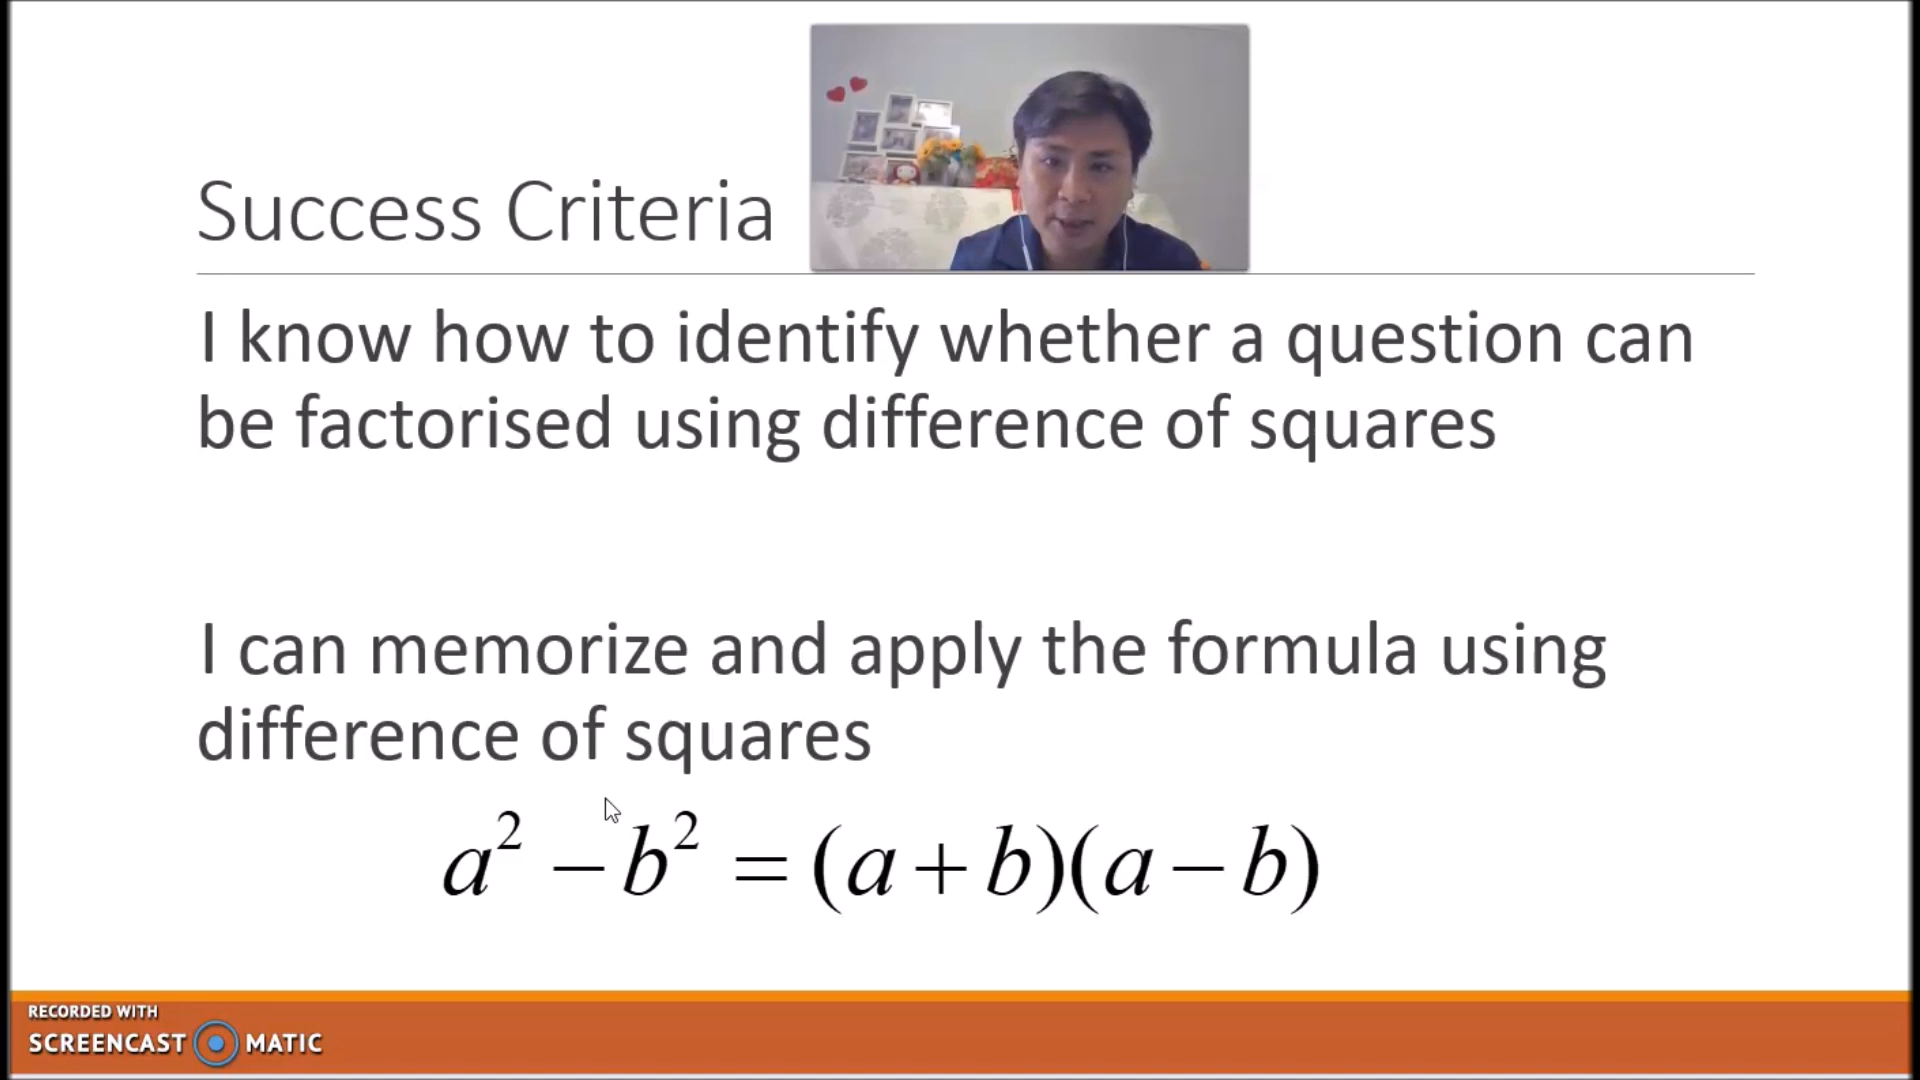 Success Criteria
I know how to identify whether a question can
be factorised using difference of squares
I can memorize and apply the formula using
difference of squares
a² − b² = (a + b)(a − b)
RECORDED WITH
SCREENCAST MATIC